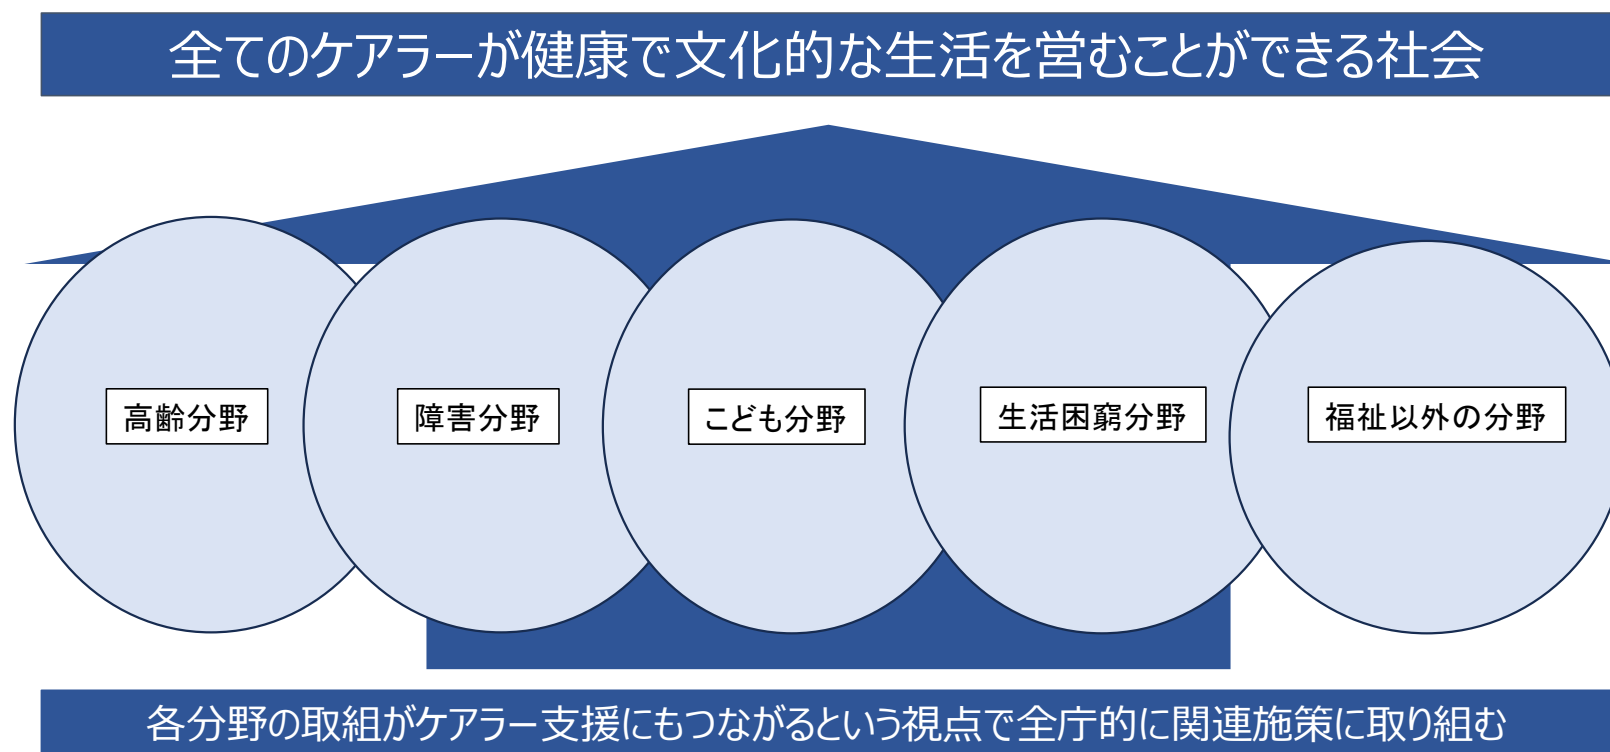 全てのケアラーが健康で文化的な生活を営むことができる社会
高齢分野
障害分野
こども分野
生活困窮分野
福祉以外の分野
各分野の取組がケアラー支援にもつながるという視点で全庁的に関連施策に取り組む